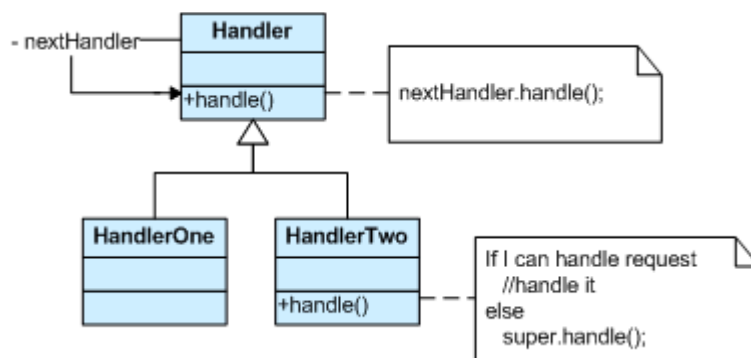 Handler
- nextHandler
+handle()
nextHandler.handle();
HandlerOne
HandlerTwo
+handle()
If I can handle request
//handle it
else
super.handle();